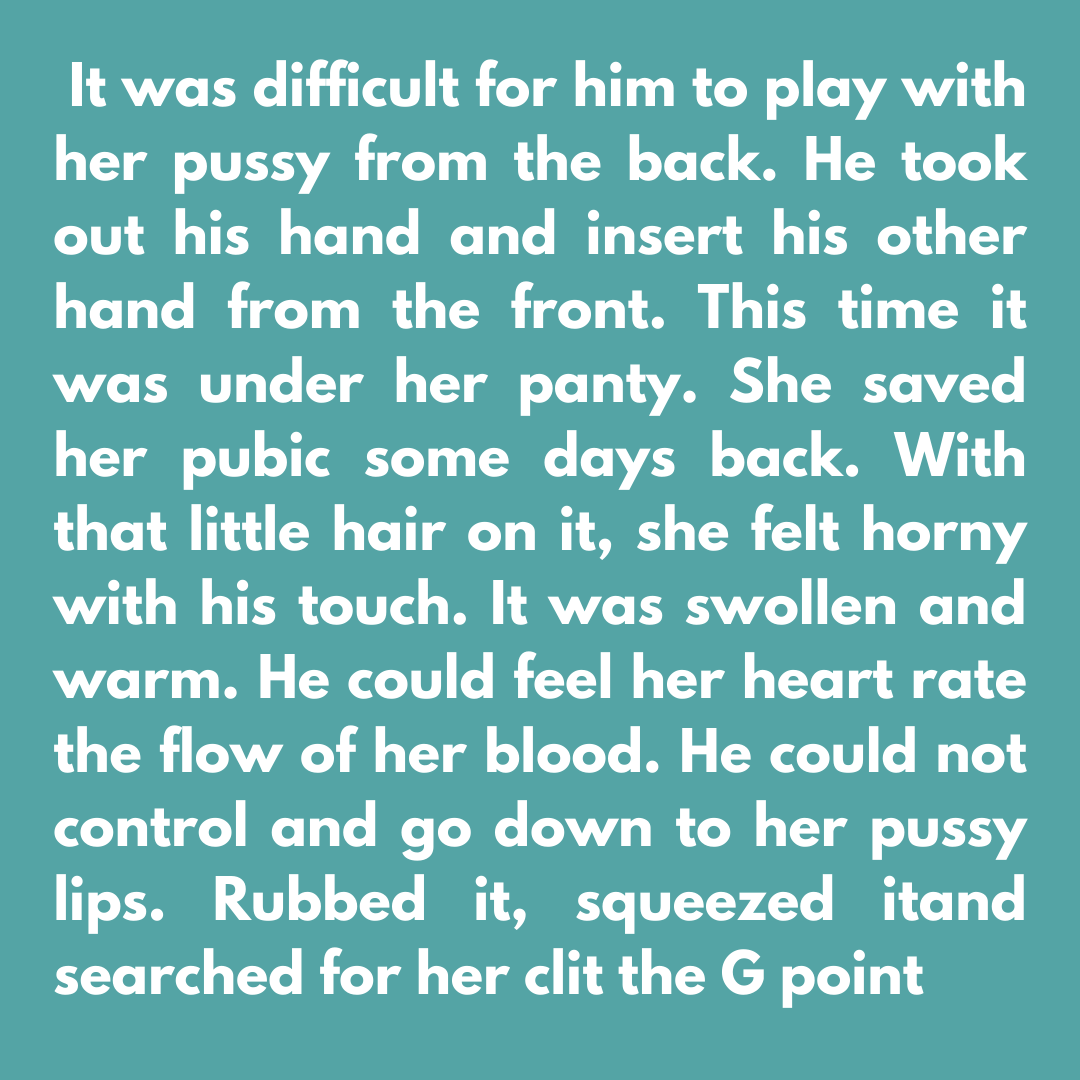 It was difficult for him to play with
her pussy from the back. He took
out his hand and insert his other
hand from the front. This time it
was under her panty. She saved
her pubic some days back. With
that little hair on it, she felt horny
with his touch. It was swollen and
warm. He could feel her heart rate
the flow of her blood. He could not
control and go down to her pussy
lips. Rubbed it, squeezed itand
searched for her clit the G point